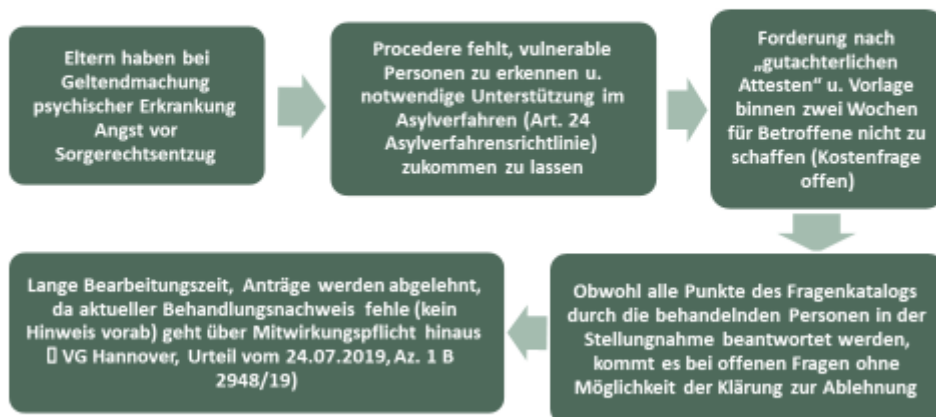 Eltern haben bei
Geltendmachung
psychischer Erkrankung
Angst vor
Sorgerechtsentzug
Procedere fehlt, vulnerable
Personen zu erkennen u.
notwendige Unterstützung im
Asylverfahren (Art. 24
Asylverfahrensrichtlinie)
zukommen zu lassen
Forderung nach
„gutachterlichen
Attesten“ u. Vorlage
binnen zwei Wochen
für Betroffene nicht zu
schaffen (Kostenfrage
offen)
Obwohl alle Punkte des Fragenkatalogs
durch die behandelnden Personen in der
Stellungnahme beantwortet werden,
kommt es bei offenen Fragen ohne
Möglichkeit der Klärung zur Ablehnung
Lange Bearbeitungszeit, Anträge werden abgelehnt,
da aktueller Behandlungsnachweis fehle (kein
Hinweis vorab) geht über Mitwirkungspflicht hinaus
▯ VG Hannover, Urteil vom 24.07.2019, Az. 1 B
2948/19)